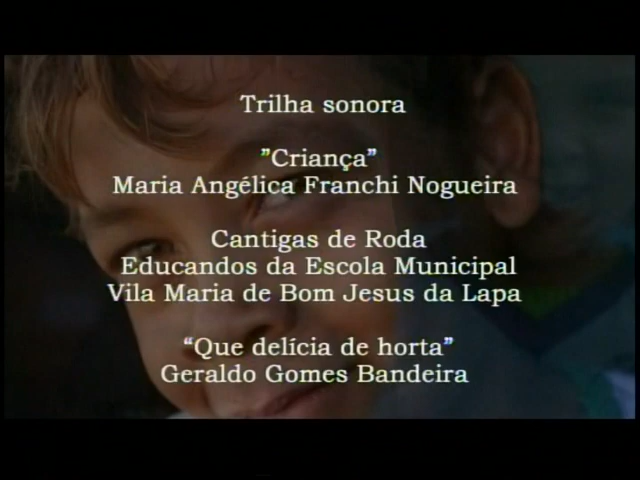 Trilha sonora
"Criança"
Maria Angélica Franchi Nogueira
Cantigas de Roda
Educandos da Escola Municipal
Vila Maria de Bom Jesus da Lapa
"Que delícia de horta"
Geraldo Gomes Bandeira